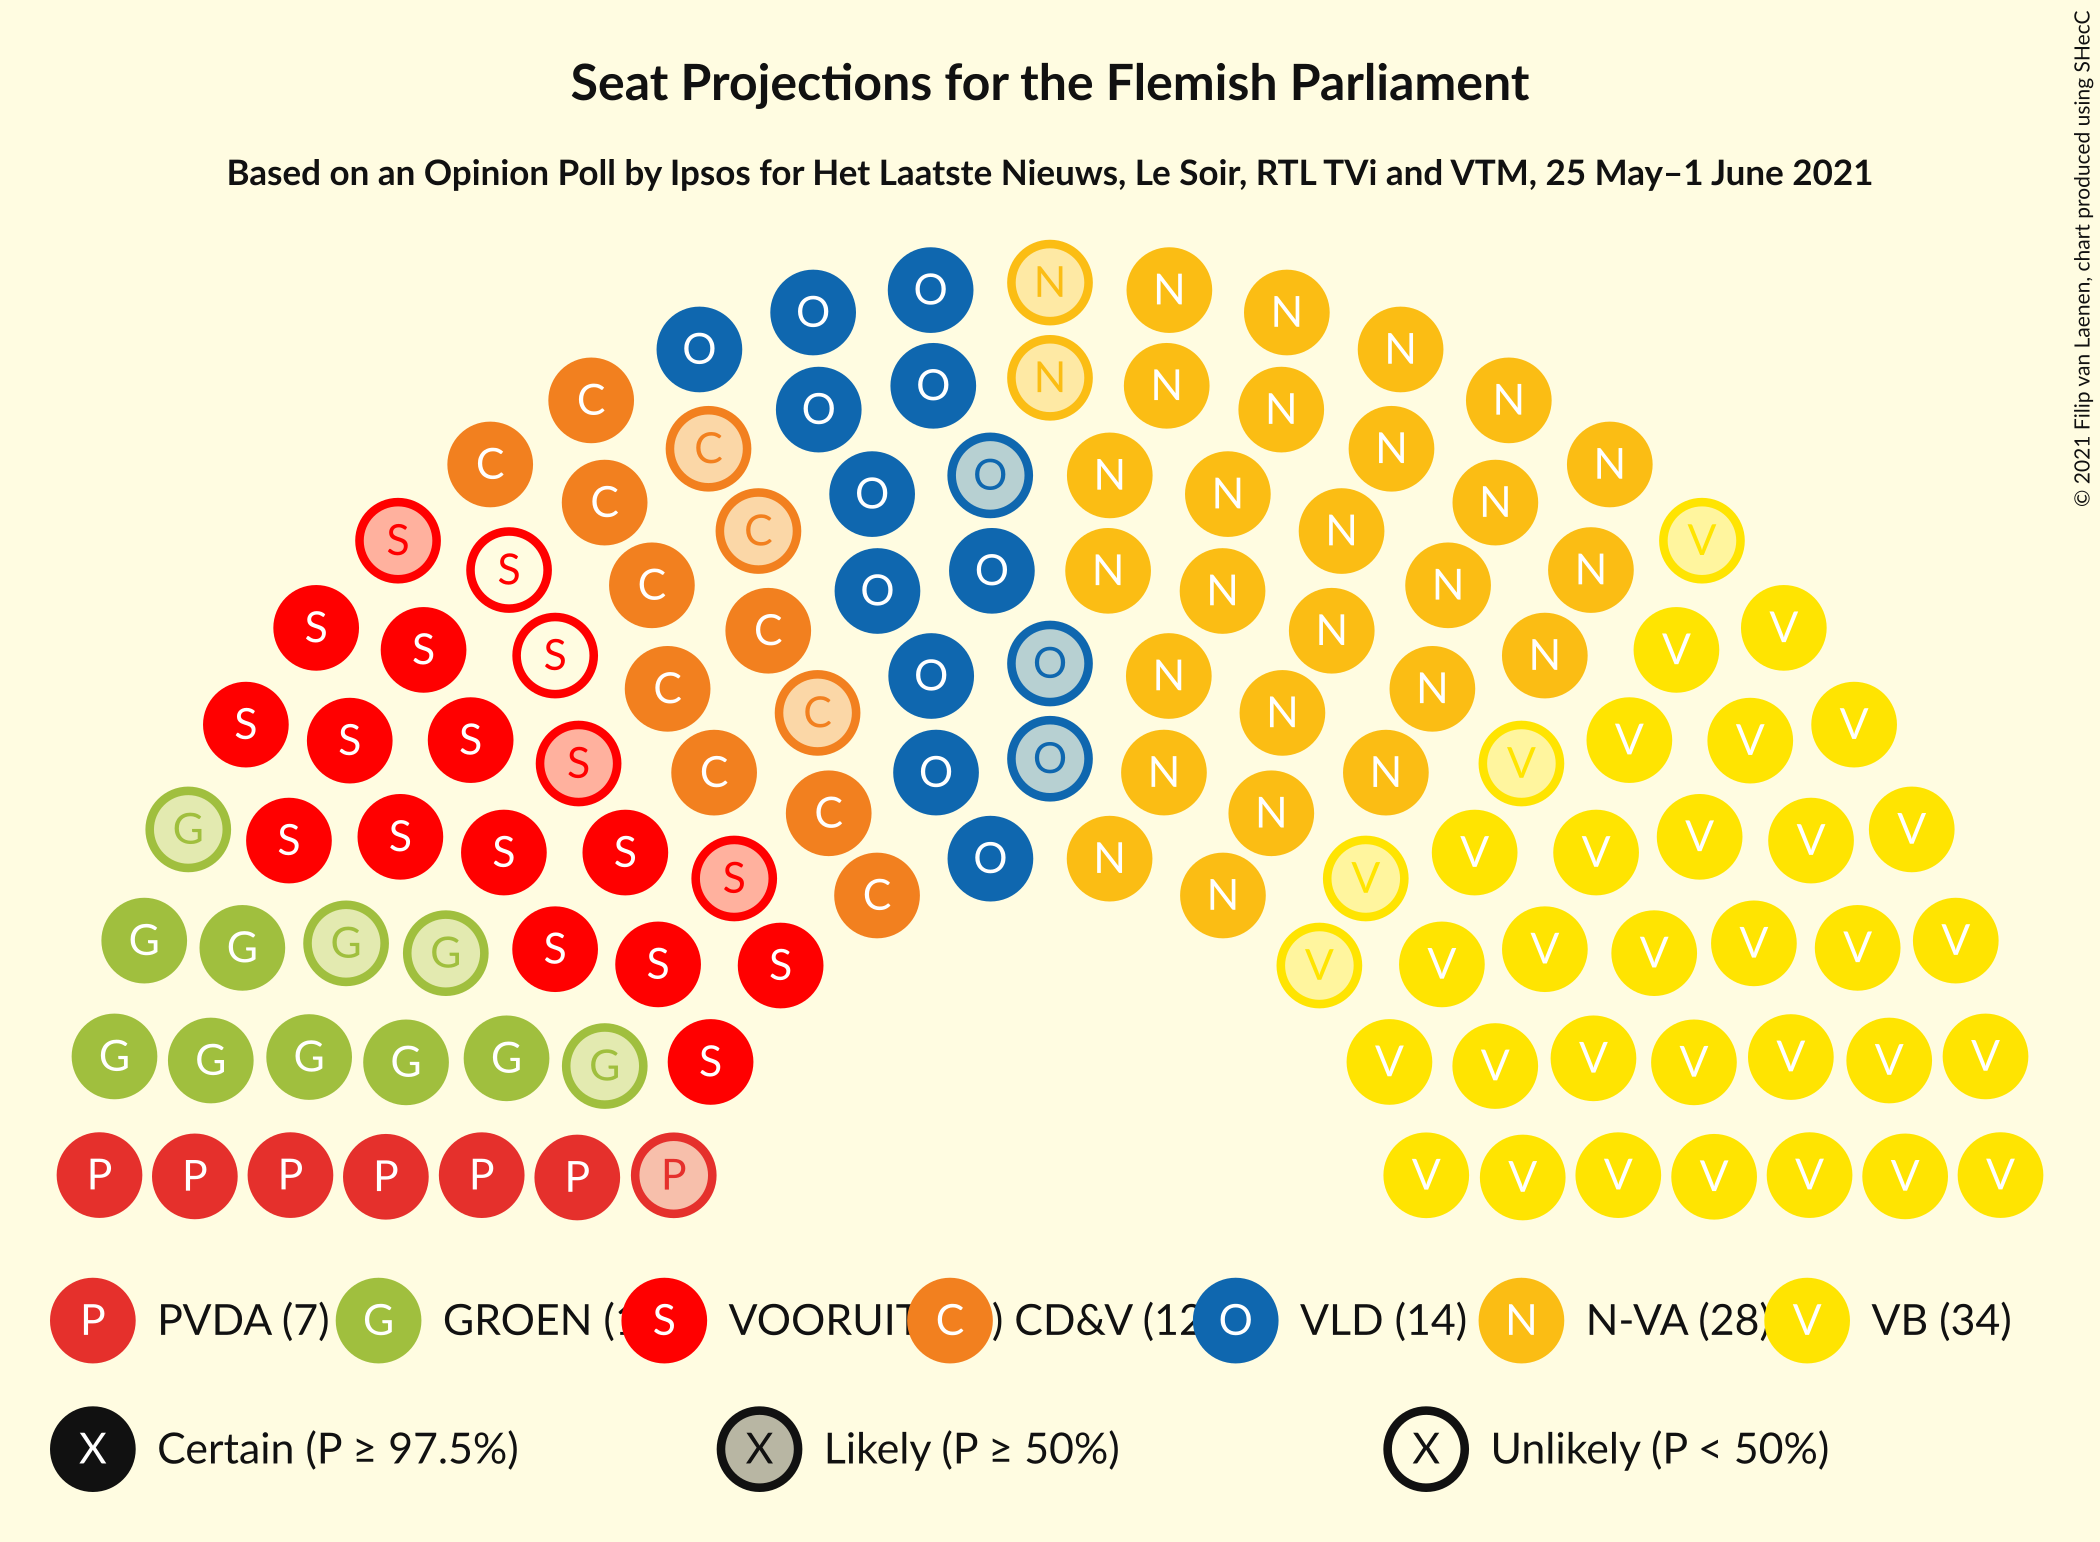 Seat Projections for the Flemish Parliament
Based on an Opinion Poll by Ipsos for Het Laatste Nieuws, Le Soir, RTL TVi and VTM, 25 May–1 June 2021
© 2021 Filip van Laenen, chart produced using SHecC
O N N
O N
O N
O N N
C O N N
C N
C O N N
C O N N
S C N V
S O N N
C O N N
S C N V
S S O N V
C O N N
S C N V
S S V V
S C O O N N V
G C N V
S S S S O N V V V V
S C N V
G G G G S S S V V V V V V V
G G G G G G S V V V V V V V
P P P P P P P V V V V V V V
P PVDA (7) G GROEN ( S VOORUIT C ) CD&V (12 O VLD (14) N N-VA (28) V VB (34)
X Certain (P ≥ 97.5%) X Likely (P ≥ 50%) X Unlikely (P < 50%)